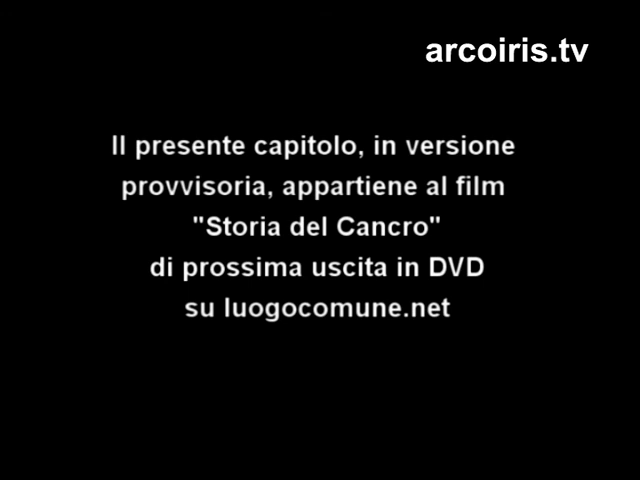 arcoiris.tv
Il presente capitolo, in versione
provvisoria, appartiene al film
"Storia del Cancro"
di prossima uscita in DVD
su luogocomune.net